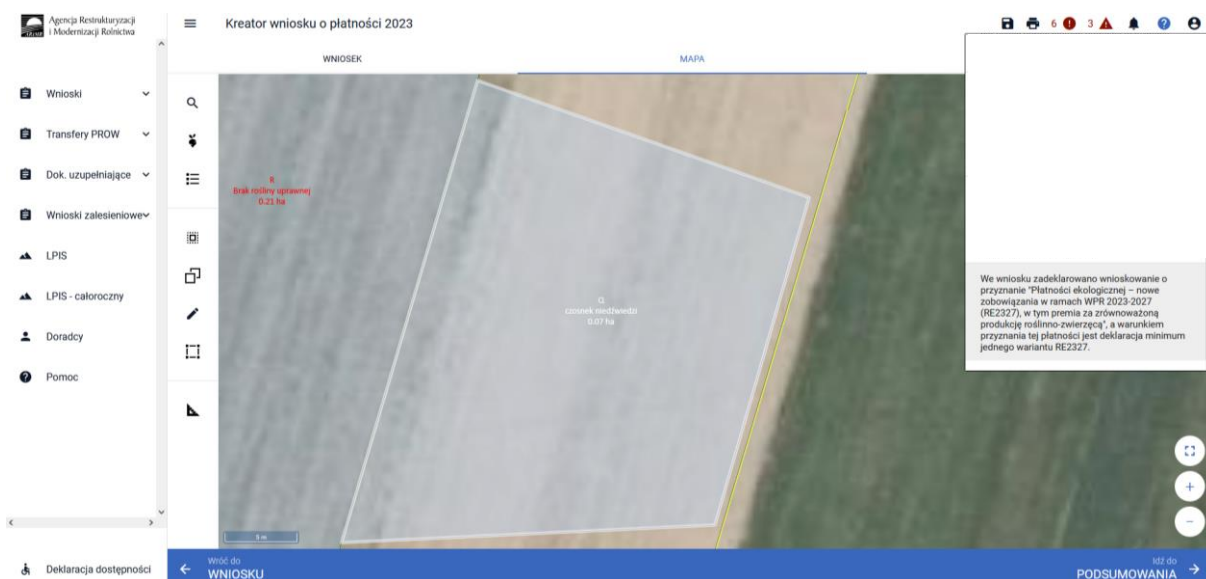 Agencja Restrukturyzacji
i Modernizacji Rolnictwa
Kreator wniosku o płatności 2023
6
3
WNIOSEK
MAPA
Wnioski
Transfery PROW
Dok. uzupełniające
Wnioski zalesieniowe
LPIS
LPIS - całoroczny
Doradcy
Pomoc
Deklaracja dostępności
R
Brak rośliny uprawnej
0.21 ha
czosnek niedźwiedzi
0.07 ha
We wniosku zadeklarowano wnioskowanie o
przyznanie "Płatności ekologicznej – nowe
zobowiązania w ramach WPR 2023-2027
(RE2327), w tym premia za zrównoważoną
produkcję roślinno-zwierzęcą", a warunkiem
przyznania tej płatności jest deklaracja minimum
jednego wariantu RE2327.
5 m
Wróć do
WNIOSKU
Idź do
PODSUMOWANIA